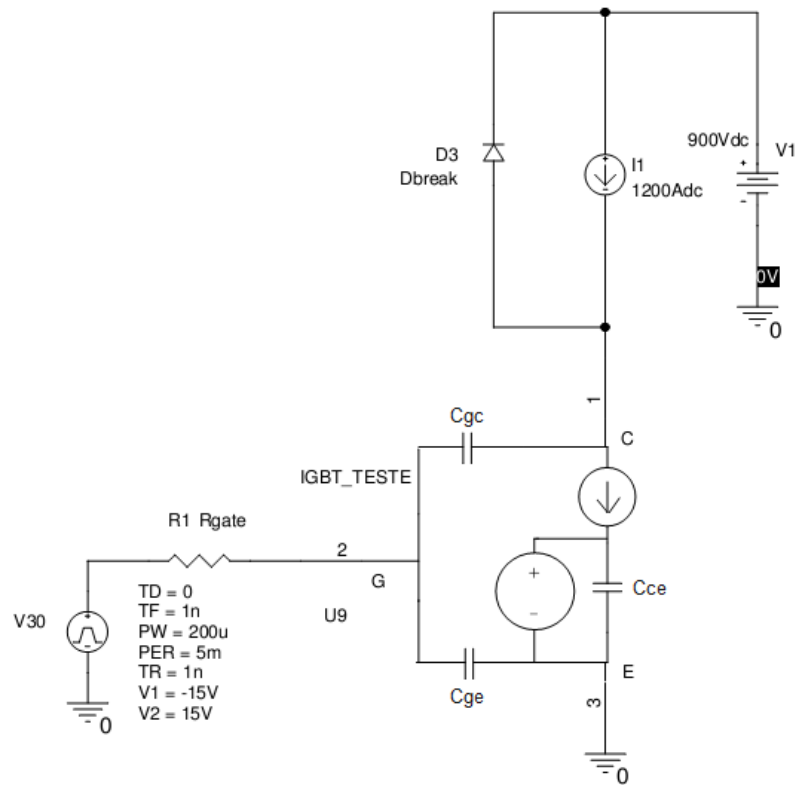 900Vdc
V1
+
-
D3
Dbreak
I1
1200Adc
0V
0
1
Cgc
C
IGBT_TESTE
R1 Rgate
2
G
+
-
Cce
V30
TD = 0
TF = 1n
PW = 200u
PER = 5m
TR = 1n
V1 = -15V
V2 = 15V
U9
Cge
E
3
0
0